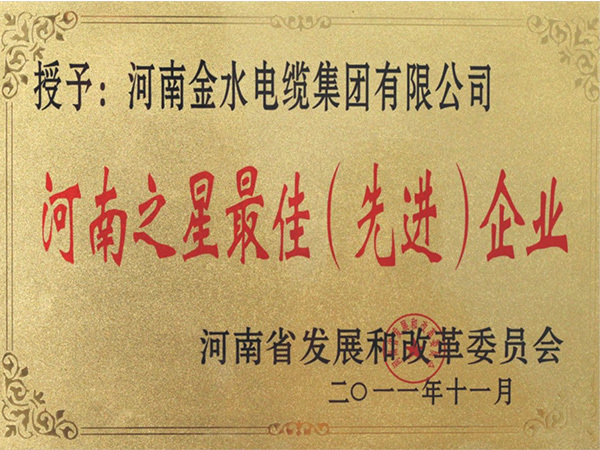 授予：河南金水电缆集团有限公司
河南之星最佳（先进）企业
河南省发展和改革委员会
二〇一一年十一月